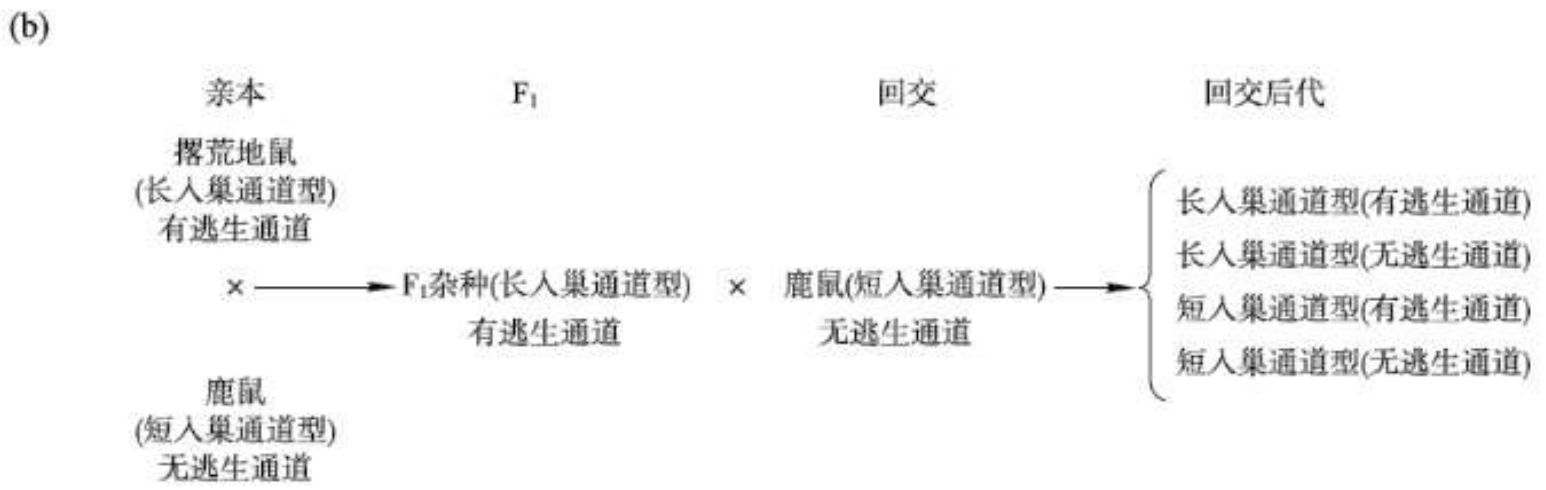 (b)
亲本 F₁ 回交 回交后代
撂荒地鼠
(长入巢通道型)
有逃生通道
× F₁杂种(长入巢通道型) × 鹿鼠(短入巢通道型)
有逃生通道 无逃生通道
鹿鼠
(短入巢通道型)
无逃生通道
长入巢通道型(有逃生通道)
长入巢通道型(无逃生通道)
短入巢通道型(有逃生通道)
短入巢通道型(无逃生通道)